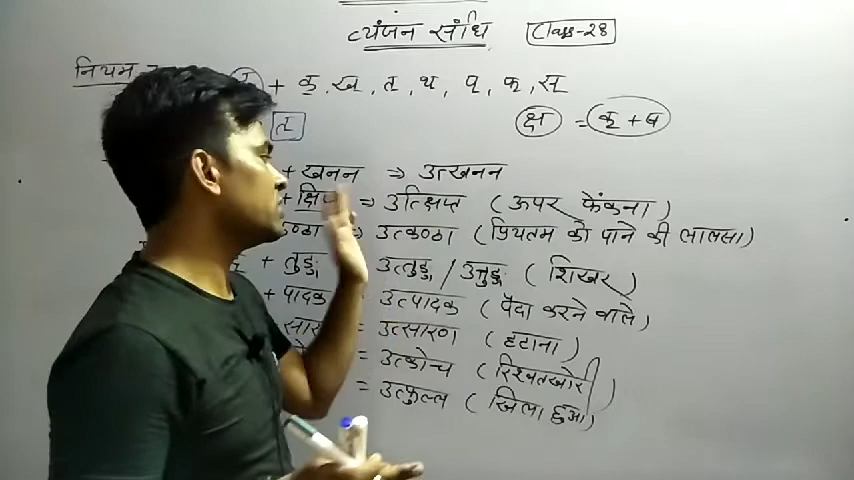 व्यंजन संधि Class-28
नियम
+ क, ख, त, थ, प, फ, स
त् क्ष = क् + ष
+ खनन ⇒ उत्खनन
+ क्षिप्त ⇒ उत्क्षिप्त (ऊपर फेंकना)
कण्ठा ⇒ उत्कण्ठा (प्रियतम को पाने की लालसा)
+ तुङ्ग उत्तुङ्ग / उत्तुङ्ग (शिखर)
+ पादक उत्पादक (पैदा करने वाले)
सार = उत्सारण (हटाना)
= उत्कोच (रिश्वतखोरी)
= उत्फुल्ल (खिला हुआ)